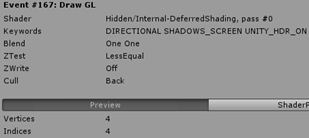 Event #167: Draw GL
Shader Hidden/Internal-DeferredShading, pass #0
Keywords DIRECTIONAL SHADOWS_SCREEN UNITY_HDR_ON
Blend One One
ZTest LessEqual
ZWrite Off
Cull Back
Preview ShaderP
Vertices 4
Indices 4